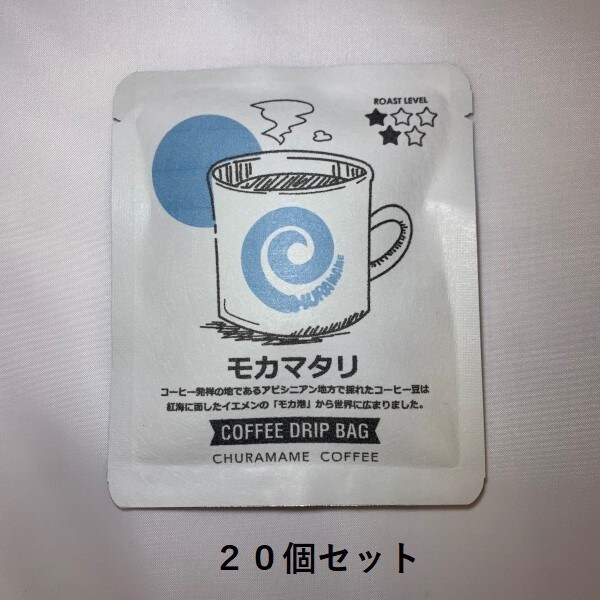 ROAST LEVEL
CHURAMAME
モカマタリ
コーヒー発祥の地であるアビシニアン地方で採れたコーヒー豆は
紅海に面したイエメンの「モカ港」から世界に広まりました。
COFFEE DRIP BAG
CHURAMAME COFFEE
２０個セット